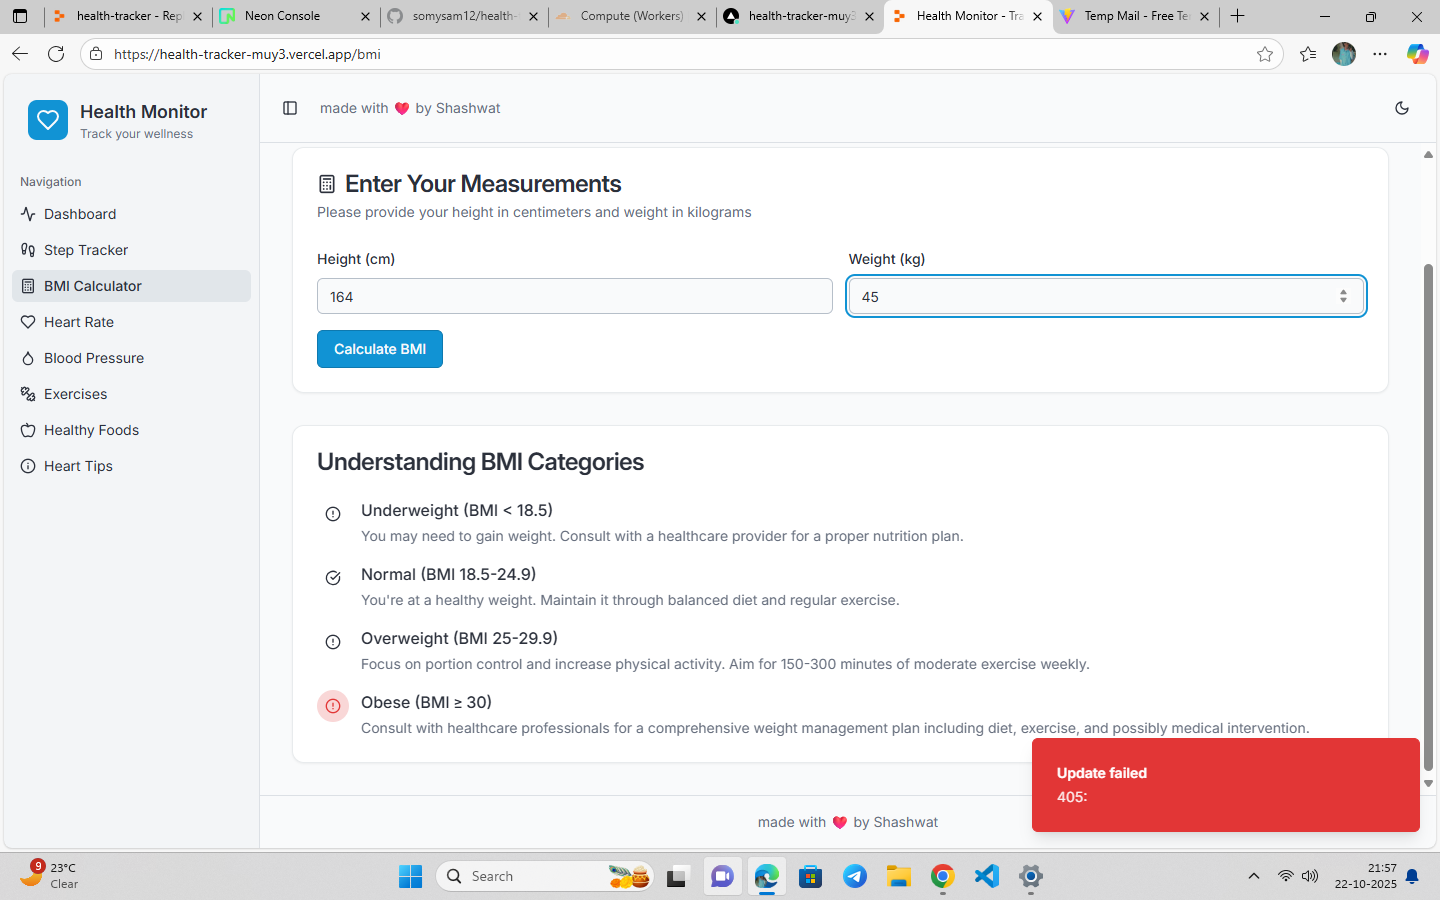 health-tracker - Rep
Neon Console
somysam12/health-
Compute (Workers)
health-tracker-muy3
Health Monitor - Tra
Temp Mail - Free Te
https://health-tracker-muy3.vercel.app/bmi
Health Monitor
Track your wellness
made with ❤️ by Shashwat
Navigation
Dashboard
Step Tracker
BMI Calculator
Heart Rate
Blood Pressure
Exercises
Healthy Foods
Heart Tips
Enter Your Measurements
Please provide your height in centimeters and weight in kilograms
Height (cm)
Weight (kg)
164
45
Calculate BMI
Understanding BMI Categories
Underweight (BMI < 18.5)
You may need to gain weight. Consult with a healthcare provider for a proper nutrition plan.
Normal (BMI 18.5-24.9)
You're at a healthy weight. Maintain it through balanced diet and regular exercise.
Overweight (BMI 25-29.9)
Focus on portion control and increase physical activity. Aim for 150-300 minutes of moderate exercise weekly.
Obese (BMI ≥ 30)
Consult with healthcare professionals for a comprehensive weight management plan including diet, exercise, and possibly medical intervention.
Update failed
405:
made with ❤️ by Shashwat
9
23°C
Clear
Search
21:57
22-10-2025